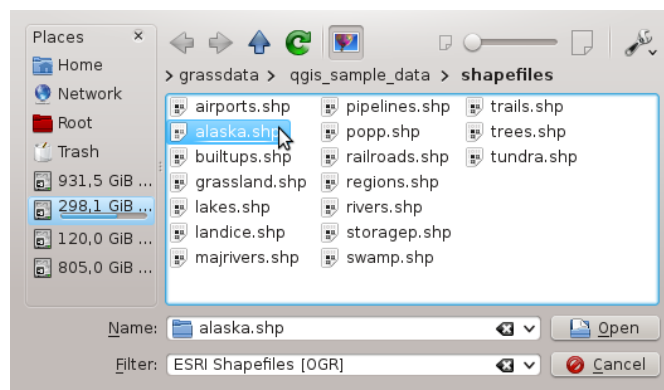 Places ×
Home
Network
Root
Trash
931,5 GiB ...
298,1 GiB ...
120,0 GiB ...
805,0 GiB ...
> grassdata > qgis_sample_data > shapefiles
airports.shp
alaska.shp
builtups.shp
grassland.shp
lakes.shp
landice.shp
majrivers.shp
pipelines.shp
popp.shp
railroads.shp
regions.shp
rivers.shp
storagep.shp
swamp.shp
trails.shp
trees.shp
tundra.shp
Name: alaska.shp Open
Filter: ESRI Shapefiles [OGR] Cancel